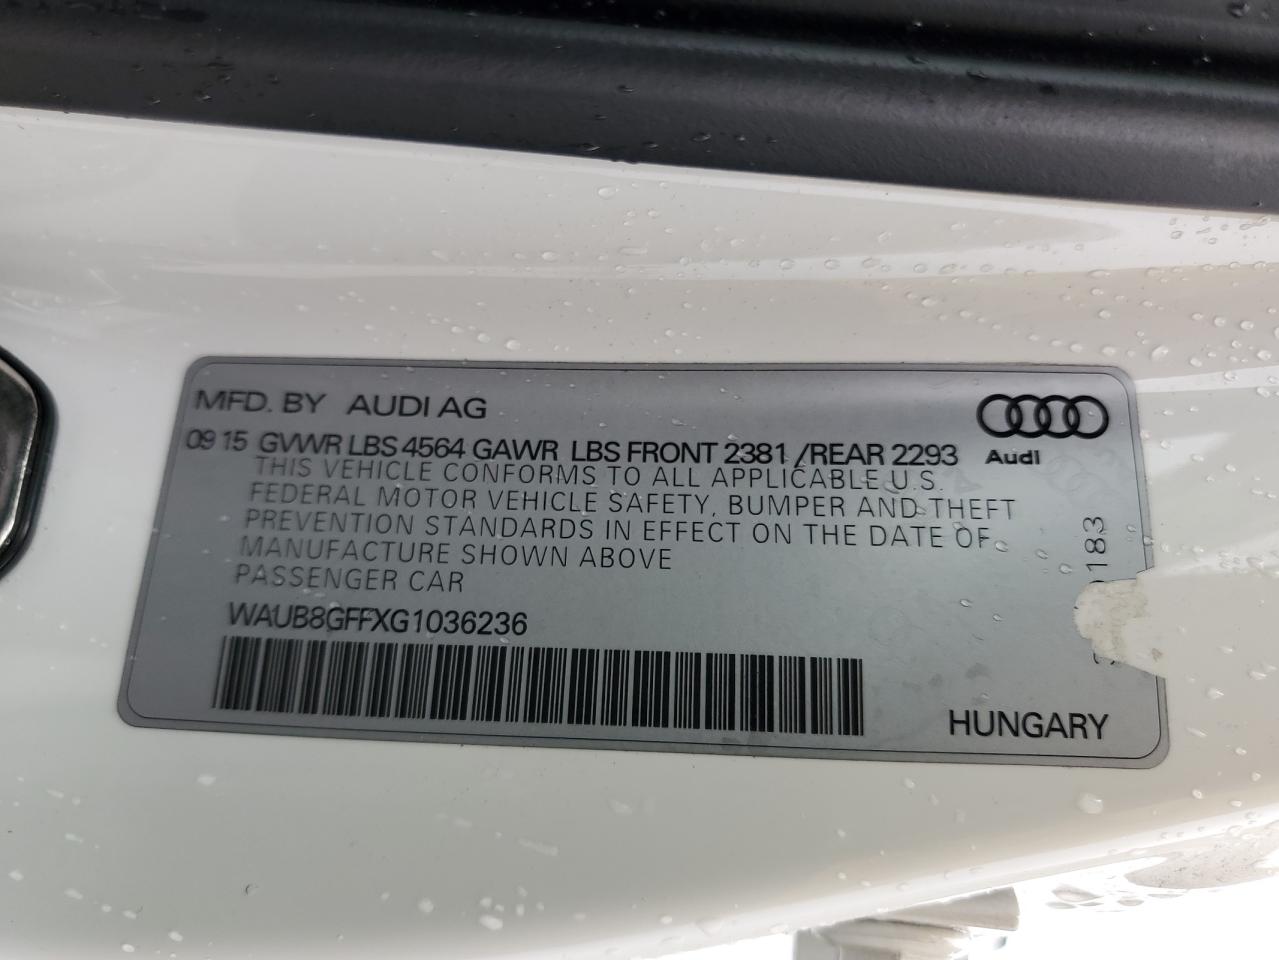 MFD. BY AUDI AG
09 15 GVWR LBS 4564 GAWR LBS FRONT 2381 /REAR 2293
Audi
THIS VEHICLE CONFORMS TO ALL APPLICABLE U.S.
FEDERAL MOTOR VEHICLE SAFETY, BUMPER AND THEFT
PREVENTION STANDARDS IN EFFECT ON THE DATE OF
MANUFACTURE SHOWN ABOVE
PASSENGER CAR
WAUB8GFFXG1036236
HUNGARY